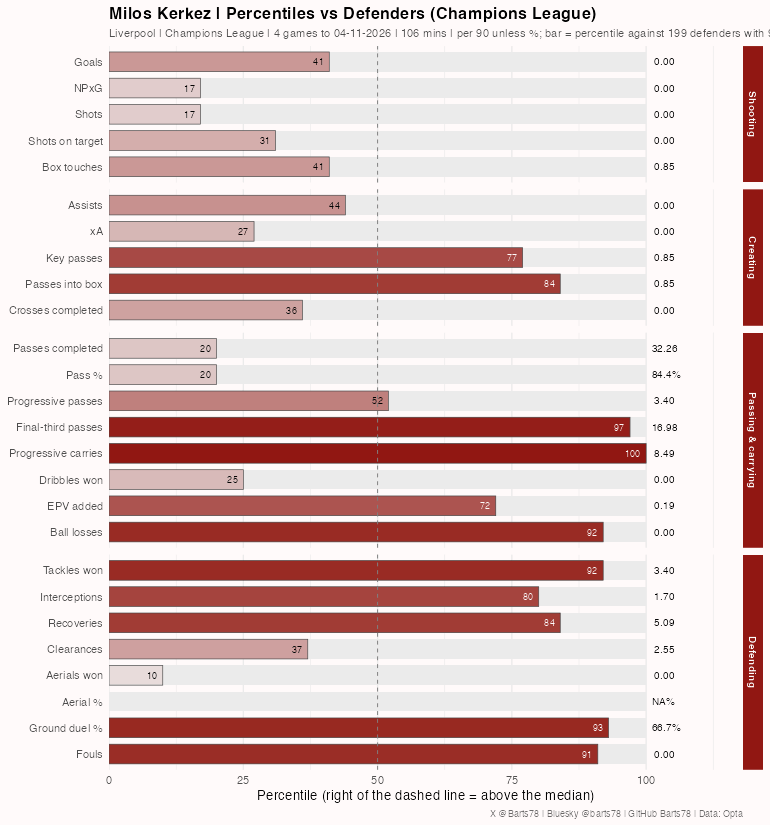 Milos Kerkez | Percentiles vs Defenders (Champions League)
Liverpool | Champions League | 4 games to 04-11-2026 | 106 mins | per 90 unless %; bar = percentile against 199 defenders with
Goals 41 0.00
NPxG 17 0.00
Shots 17 0.00
Shots on target 31 0.00
Box touches 41 0.85
Shooting
Assists 44 0.00
xA 27 0.00
Key passes 77 0.85
Passes into box 84 0.85
Crosses completed 36 0.00
Creating
Passes completed 20 32.26
Pass % 20 84.4%
Progressive passes 52 3.40
Final-third passes 97 16.98
Progressive carries 100 8.49
Dribbles won 25 0.00
EPV added 72 0.19
Ball losses 92 0.00
Passing & carrying
Tackles won 92 3.40
Interceptions 80 1.70
Recoveries 84 5.09
Clearances 37 2.55
Aerials won 10 0.00
Aerial % NA%
Ground duel % 93 66.7%
Fouls 91 0.00
Defending
0 25 50 75 100
Percentile (right of the dashed line = above the median)
X @Barts78 | Bluesky @barts78 | GitHub Barts78 | Data: Opta